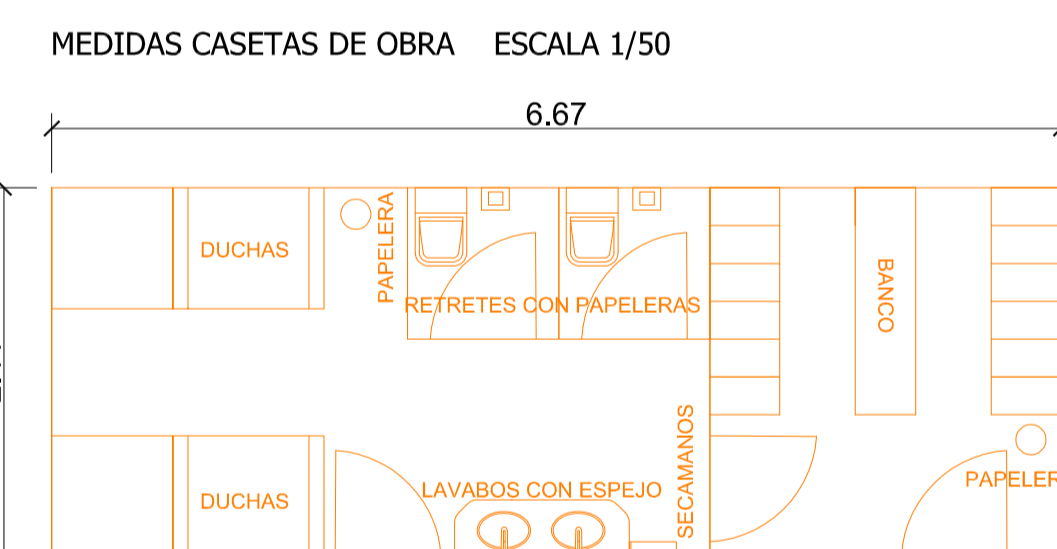 MEDIDAS CASETAS DE OBRA ESCALA 1/50
6.67
DUCHAS
PAPELERA
RETRETES CON PAPELERAS
BANCO
PAPELER
DUCHAS
LAVABOS CON ESPEJO
SECAMANOS